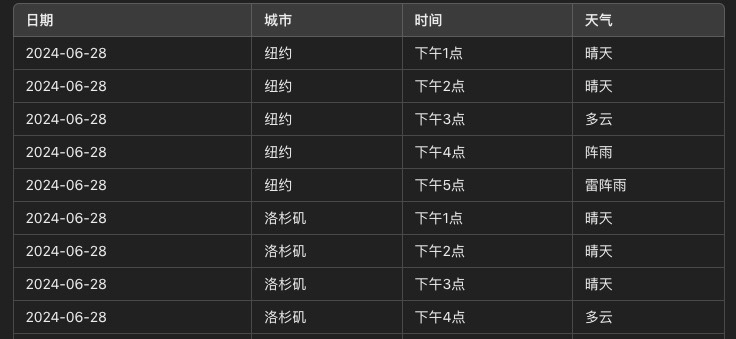 日期 城市 时间 天气
2024-06-28 纽约 下午1点 晴天
2024-06-28 纽约 下午2点 晴天
2024-06-28 纽约 下午3点 多云
2024-06-28 纽约 下午4点 阵雨
2024-06-28 纽约 下午5点 雷阵雨
2024-06-28 洛杉矶 下午1点 晴天
2024-06-28 洛杉矶 下午2点 晴天
2024-06-28 洛杉矶 下午3点 晴天
2024-06-28 洛杉矶 下午4点 多云